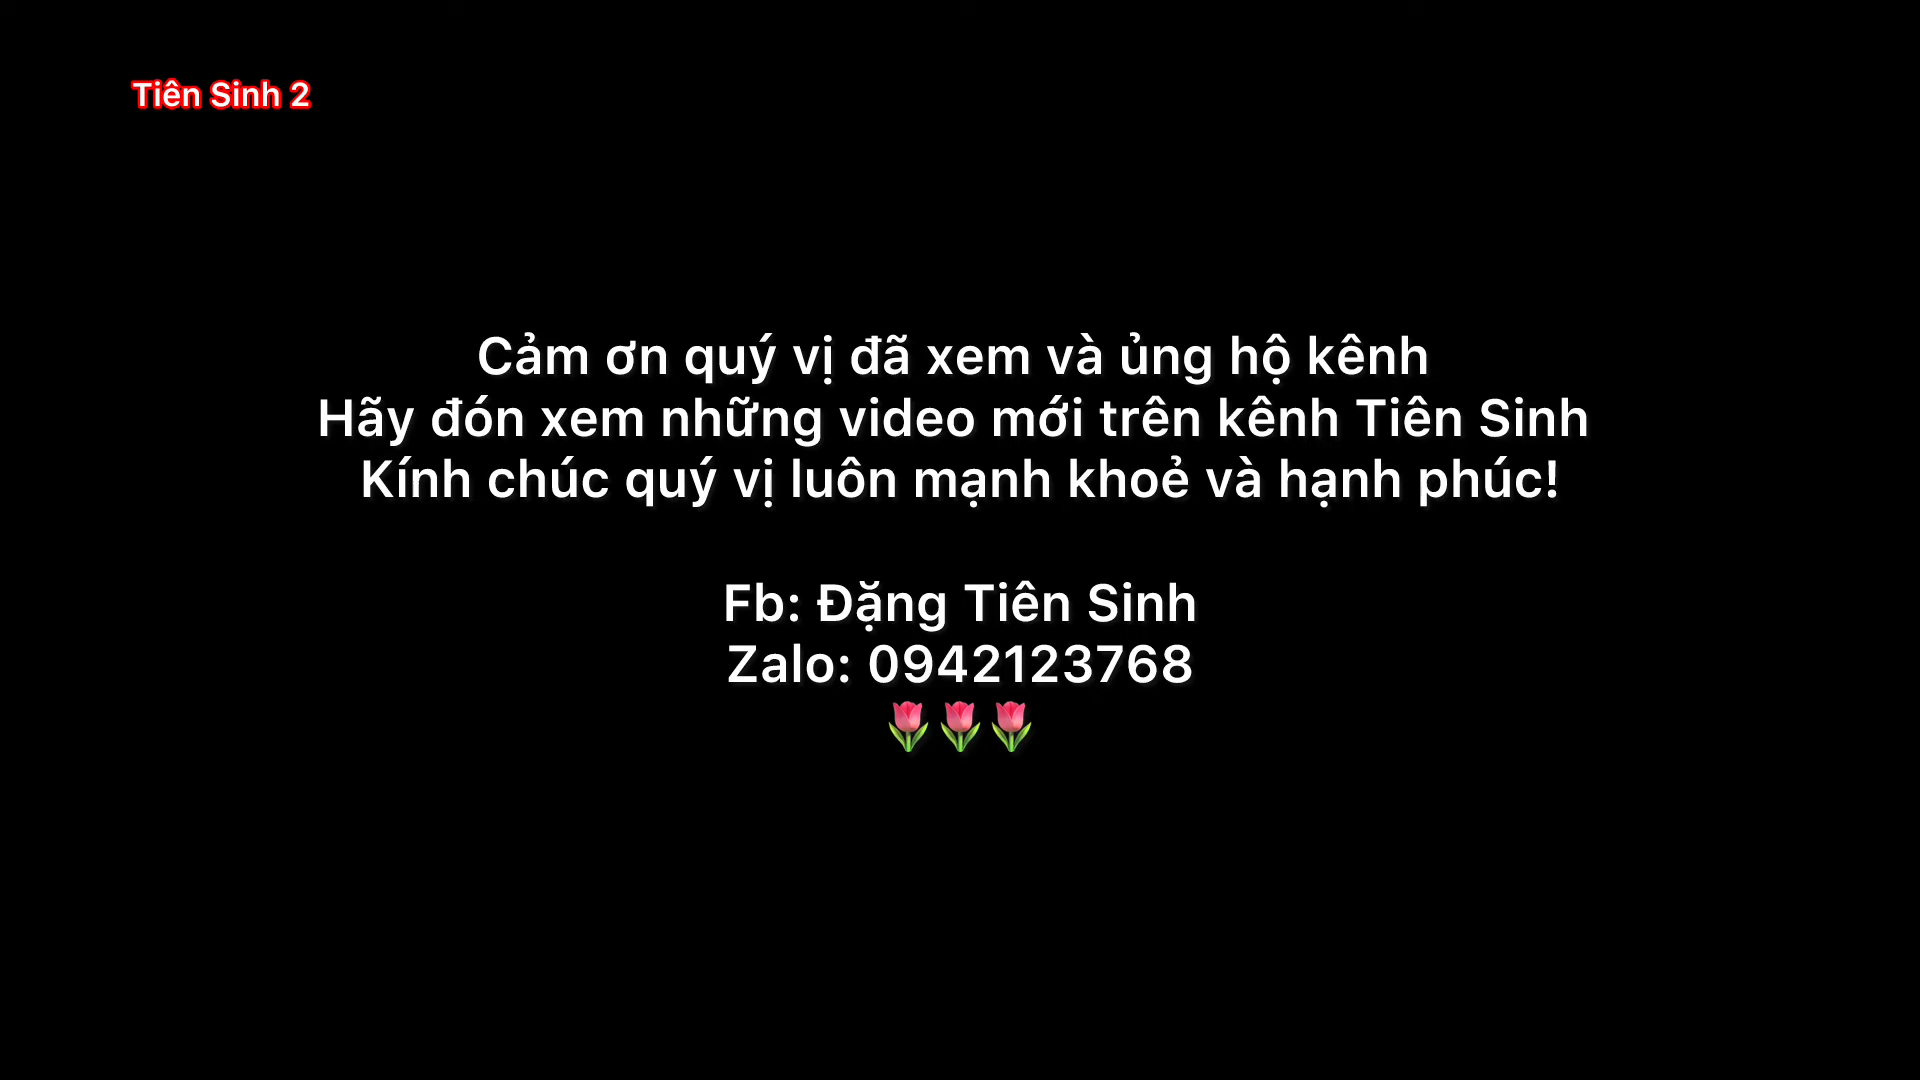 Tiên Sinh 2
Cảm ơn quý vị đã xem và ủng hộ kênh
Hãy đón xem những video mới trên kênh Tiên Sinh
Kính chúc quý vị luôn mạnh khoẻ và hạnh phúc!
Fb: Đặng Tiên Sinh
Zalo: 0942123768
🌷🌷🌷